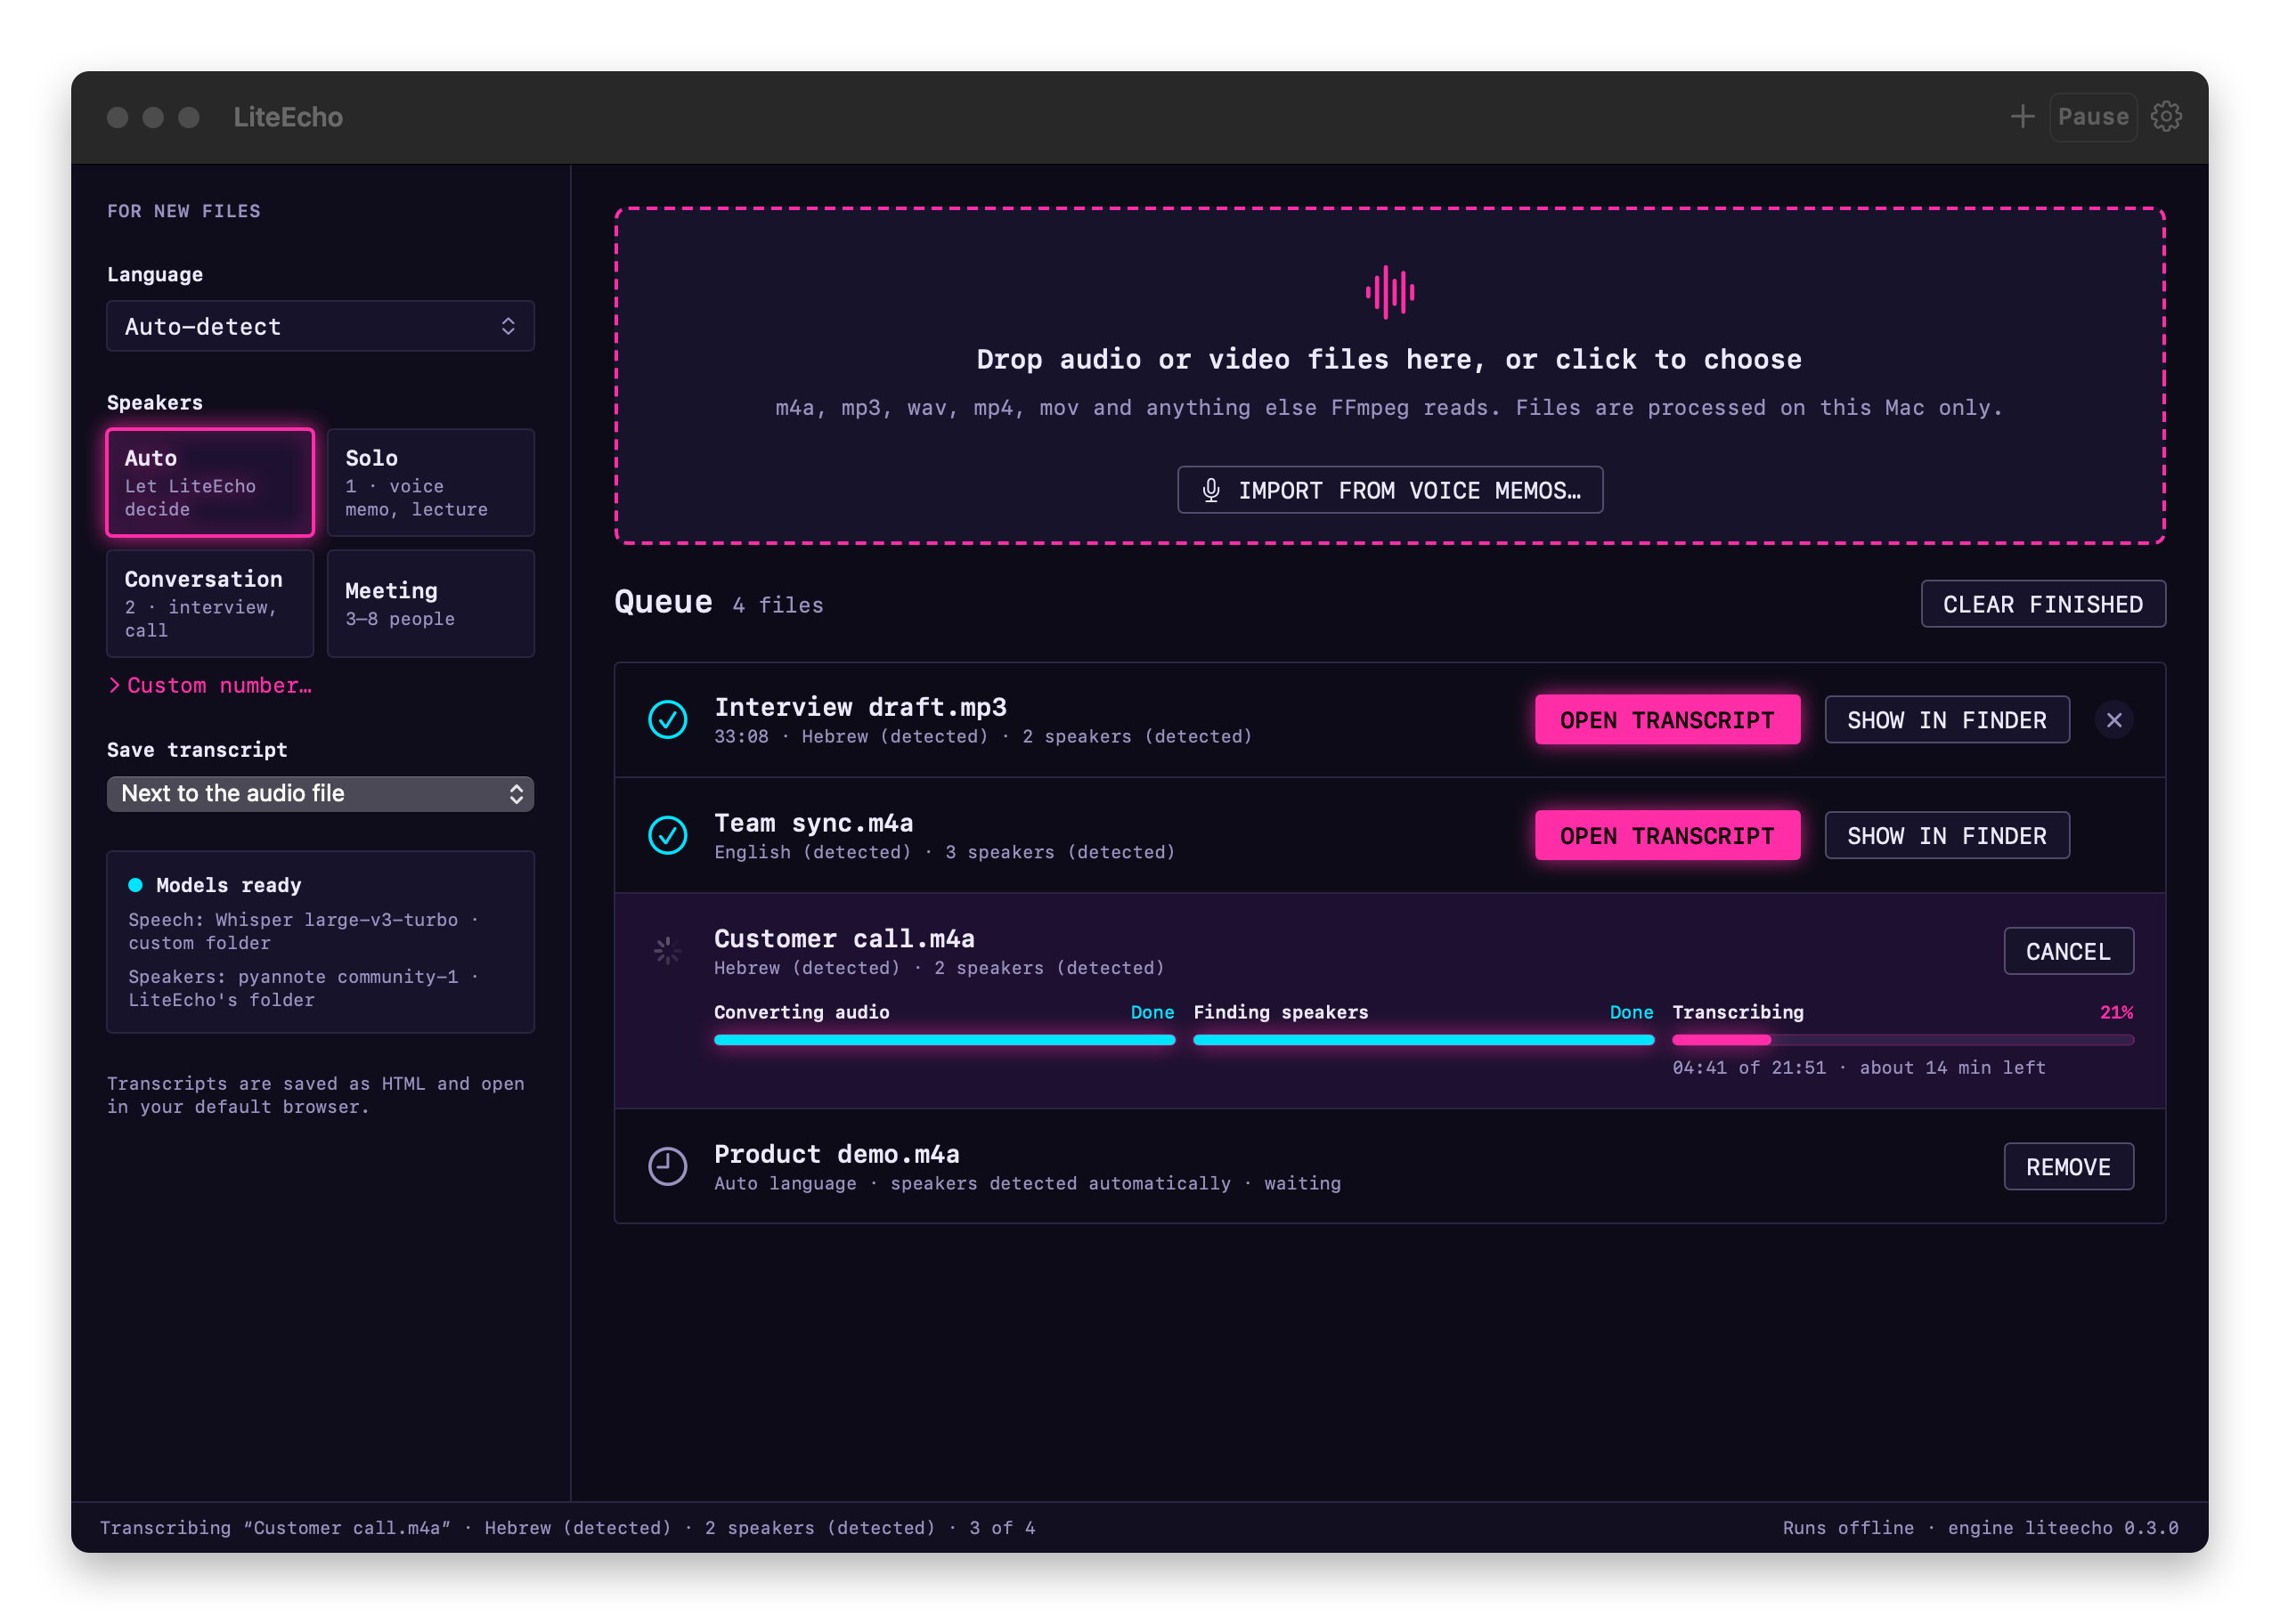 LiteEcho
Pause
FOR NEW FILES
Language
Auto-detect
Speakers
Auto
Let LiteEcho
decide
Solo
1 · voice
memo, lecture
Conversation
2 · interview,
call
Meeting
3–8 people
Custom number…
Save transcript
Next to the audio file
Models ready
Speech: Whisper large-v3-turbo ·
custom folder
Speakers: pyannote community-1 ·
LiteEcho's folder
Transcripts are saved as HTML and open
in your default browser.
Drop audio or video files here, or click to choose
m4a, mp3, wav, mp4, mov and anything else FFmpeg reads. Files are processed on this Mac only.
IMPORT FROM VOICE MEMOS…
Queue 4 files
CLEAR FINISHED
Interview draft.mp3
33:08 · Hebrew (detected) · 2 speakers (detected)
OPEN TRANSCRIPT
SHOW IN FINDER
Team sync.m4a
English (detected) · 3 speakers (detected)
OPEN TRANSCRIPT
SHOW IN FINDER
Customer call.m4a
Hebrew (detected) · 2 speakers (detected)
CANCEL
Converting audio Done
Finding speakers Done
Transcribing 21%
04:41 of 21:51 · about 14 min left
Product demo.m4a
Auto language · speakers detected automatically · waiting
REMOVE
Transcribing “Customer call.m4a” · Hebrew (detected) · 2 speakers (detected) · 3 of 4
Runs offline · engine liteecho 0.3.0